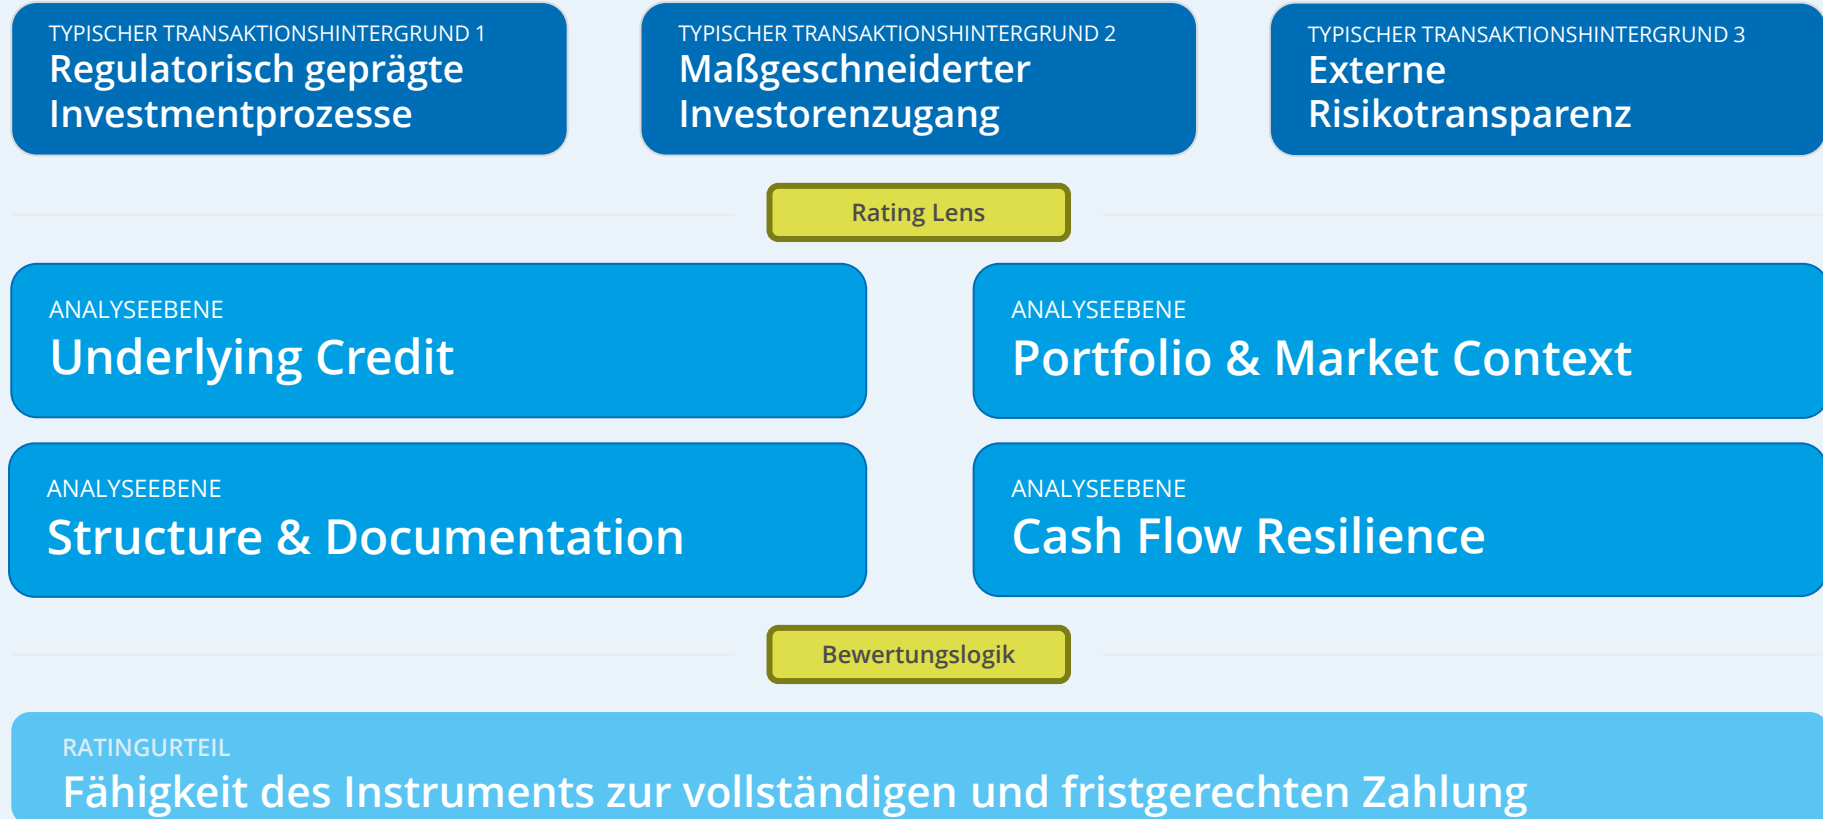 TYPISCHER TRANSAKTIONSHINTERGRUND 1
Regulatorisch geprägte
Investmentprozesse
TYPISCHER TRANSAKTIONSHINTERGRUND 2
Maßgeschneiderter
Investorenzugang
TYPISCHER TRANSAKTIONSHINTERGRUND 3
Externe
Risikotransparenz
Rating Lens
ANALYSEEBENE
Underlying Credit
ANALYSEEBENE
Portfolio & Market Context
ANALYSEEBENE
Structure & Documentation
ANALYSEEBENE
Cash Flow Resilience
Bewertungslogik
RATINGURTEIL
Fähigkeit des Instruments zur vollständigen und fristgerechten Zahlung